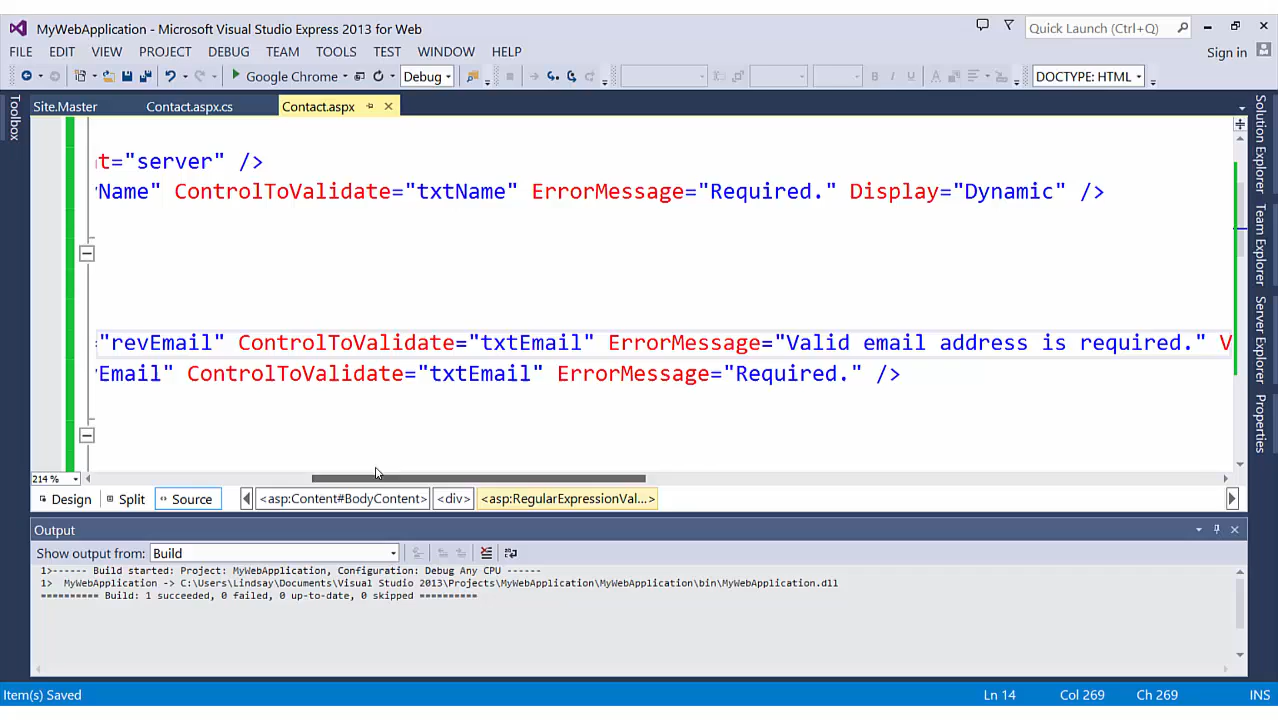 MyWebApplication - Microsoft Visual Studio Express 2013 for Web
Quick Launch (Ctrl+Q)
FILE EDIT VIEW PROJECT DEBUG TEAM TOOLS TEST WINDOW HELP
Sign in
Google Chrome Debug DOCTYPE: HTML
Toolbox
Site.Master Contact.aspx.cs Contact.aspx
t="server" />
Name" ControlToValidate="txtName" ErrorMessage="Required." Display="Dynamic" />
"revEmail" ControlToValidate="txtEmail" ErrorMessage="Valid email address is required." V
Email" ControlToValidate="txtEmail" ErrorMessage="Required." />
214 %
Design Split Source <asp:Content#BodyContent> <div> <asp:RegularExpressionVal...>
Solution Explorer
Team Explorer
Server Explorer
Properties
Output
Show output from: Build
1>------ Build started: Project: MyWebApplication, Configuration: Debug Any CPU ------
1> MyWebApplication -> C:\Users\Lindsay\Documents\Visual Studio 2013\Projects\MyWebApplication\MyWebApplication\bin\MyWebApplication.dll
========== Build: 1 succeeded, 0 failed, 0 up-to-date, 0 skipped ==========
Item(s) Saved Ln 14 Col 269 Ch 269 INS